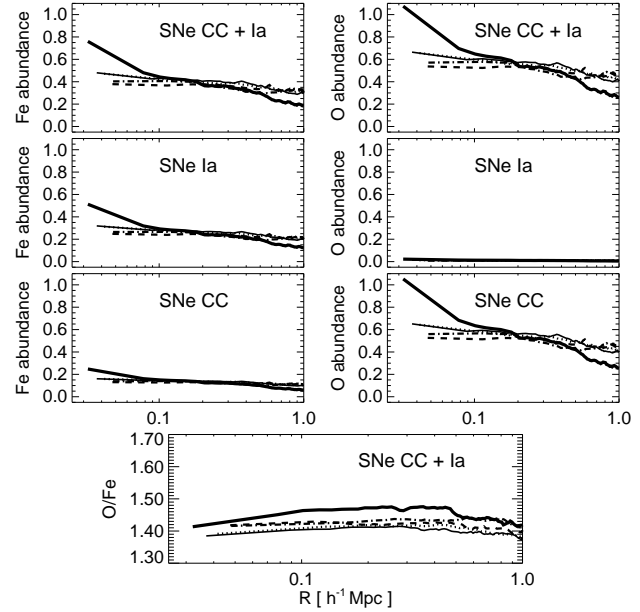 SNe CC + Ia
Fe abundance
1.0
0.8
0.6
0.4
0.2
0.0
SNe CC + Ia
O abundance
1.0
0.8
0.6
0.4
0.2
0.0
SNe Ia
Fe abundance
1.0
0.8
0.6
0.4
0.2
0.0
SNe Ia
O abundance
1.0
0.8
0.6
0.4
0.2
0.0
SNe CC
Fe abundance
1.0
0.8
0.6
0.4
0.2
0.0
0.1 1.0
SNe CC
O abundance
1.0
0.8
0.6
0.4
0.2
0.0
0.1 1.0
SNe CC + Ia
O/Fe
1.70
1.60
1.50
1.40
1.30
0.1 1.0
R [ h⁻¹ Mpc]